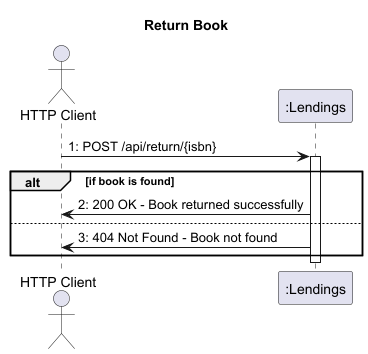 Return Book
HTTP Client
:Lendings
1: POST /api/return/{isbn}
alt [if book is found]
2: 200 OK - Book returned successfully
3: 404 Not Found - Book not found
HTTP Client
:Lendings